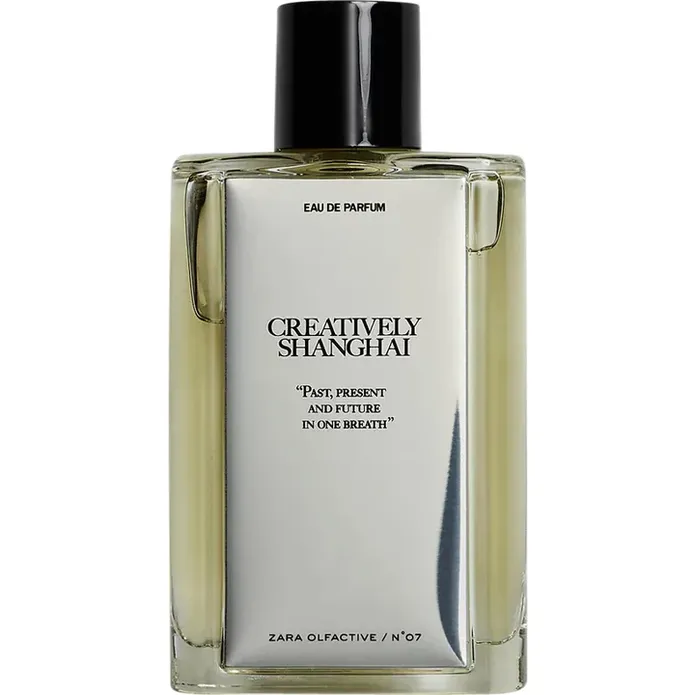 EAU DE PARFUM
CREATIVELY
SHANGHAI
“PAST, PRESENT
AND FUTURE
IN ONE BREATH”
ZARA OLFACTIVE / N°07